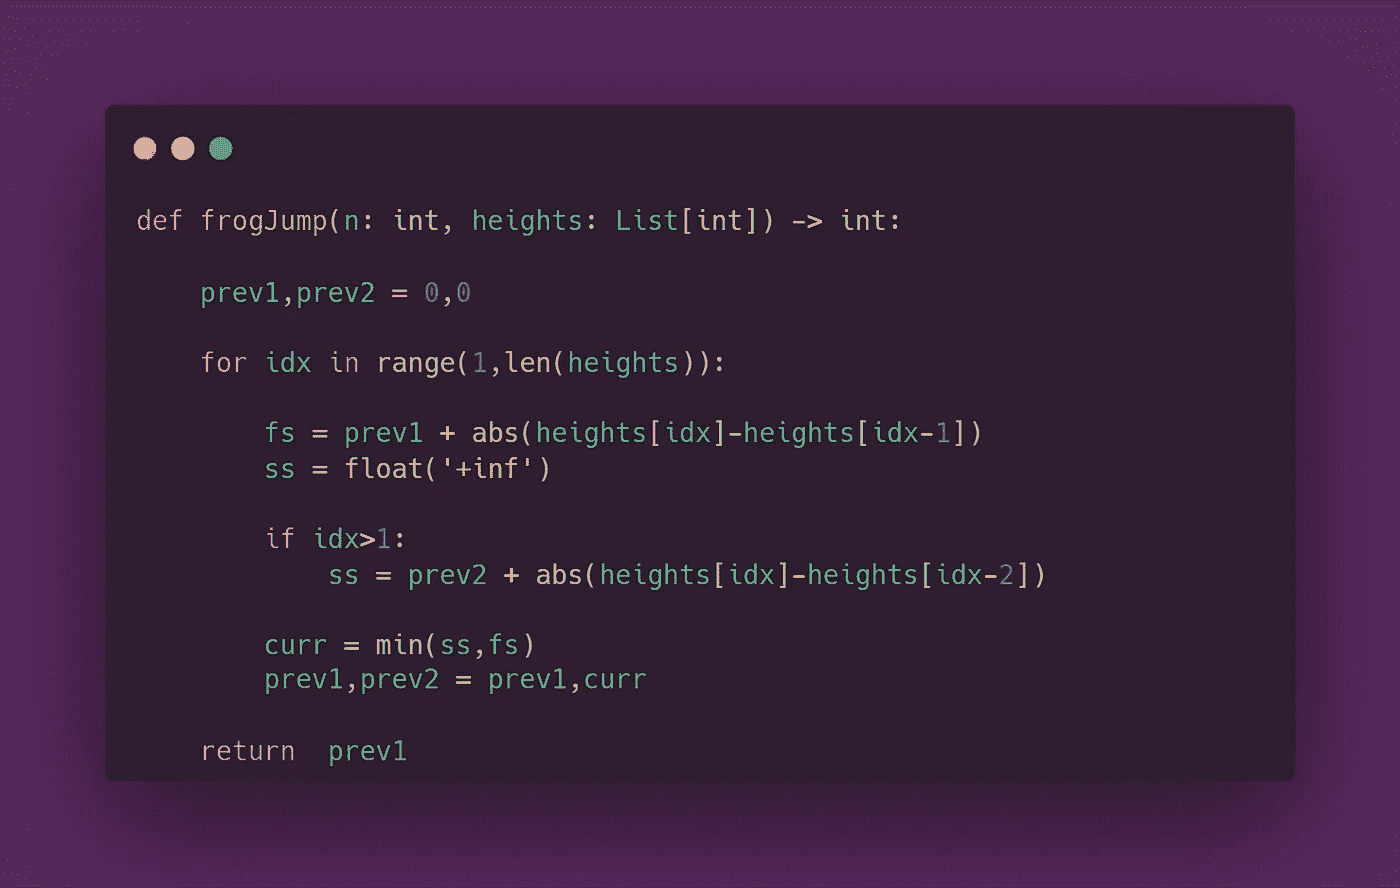 def frogJump(n: int, heights: List[int]) -> int:
    prev1,prev2 = 0,0
    for idx in range(1,len(heights)):
        fs = prev1 + abs(heights[idx]-heights[idx-1])
        ss = float('+inf')
        if idx>1:
            ss = prev2 + abs(heights[idx]-heights[idx-2])
        curr = min(ss,fs)
        prev1,prev2 = prev1,curr
    return  prev1